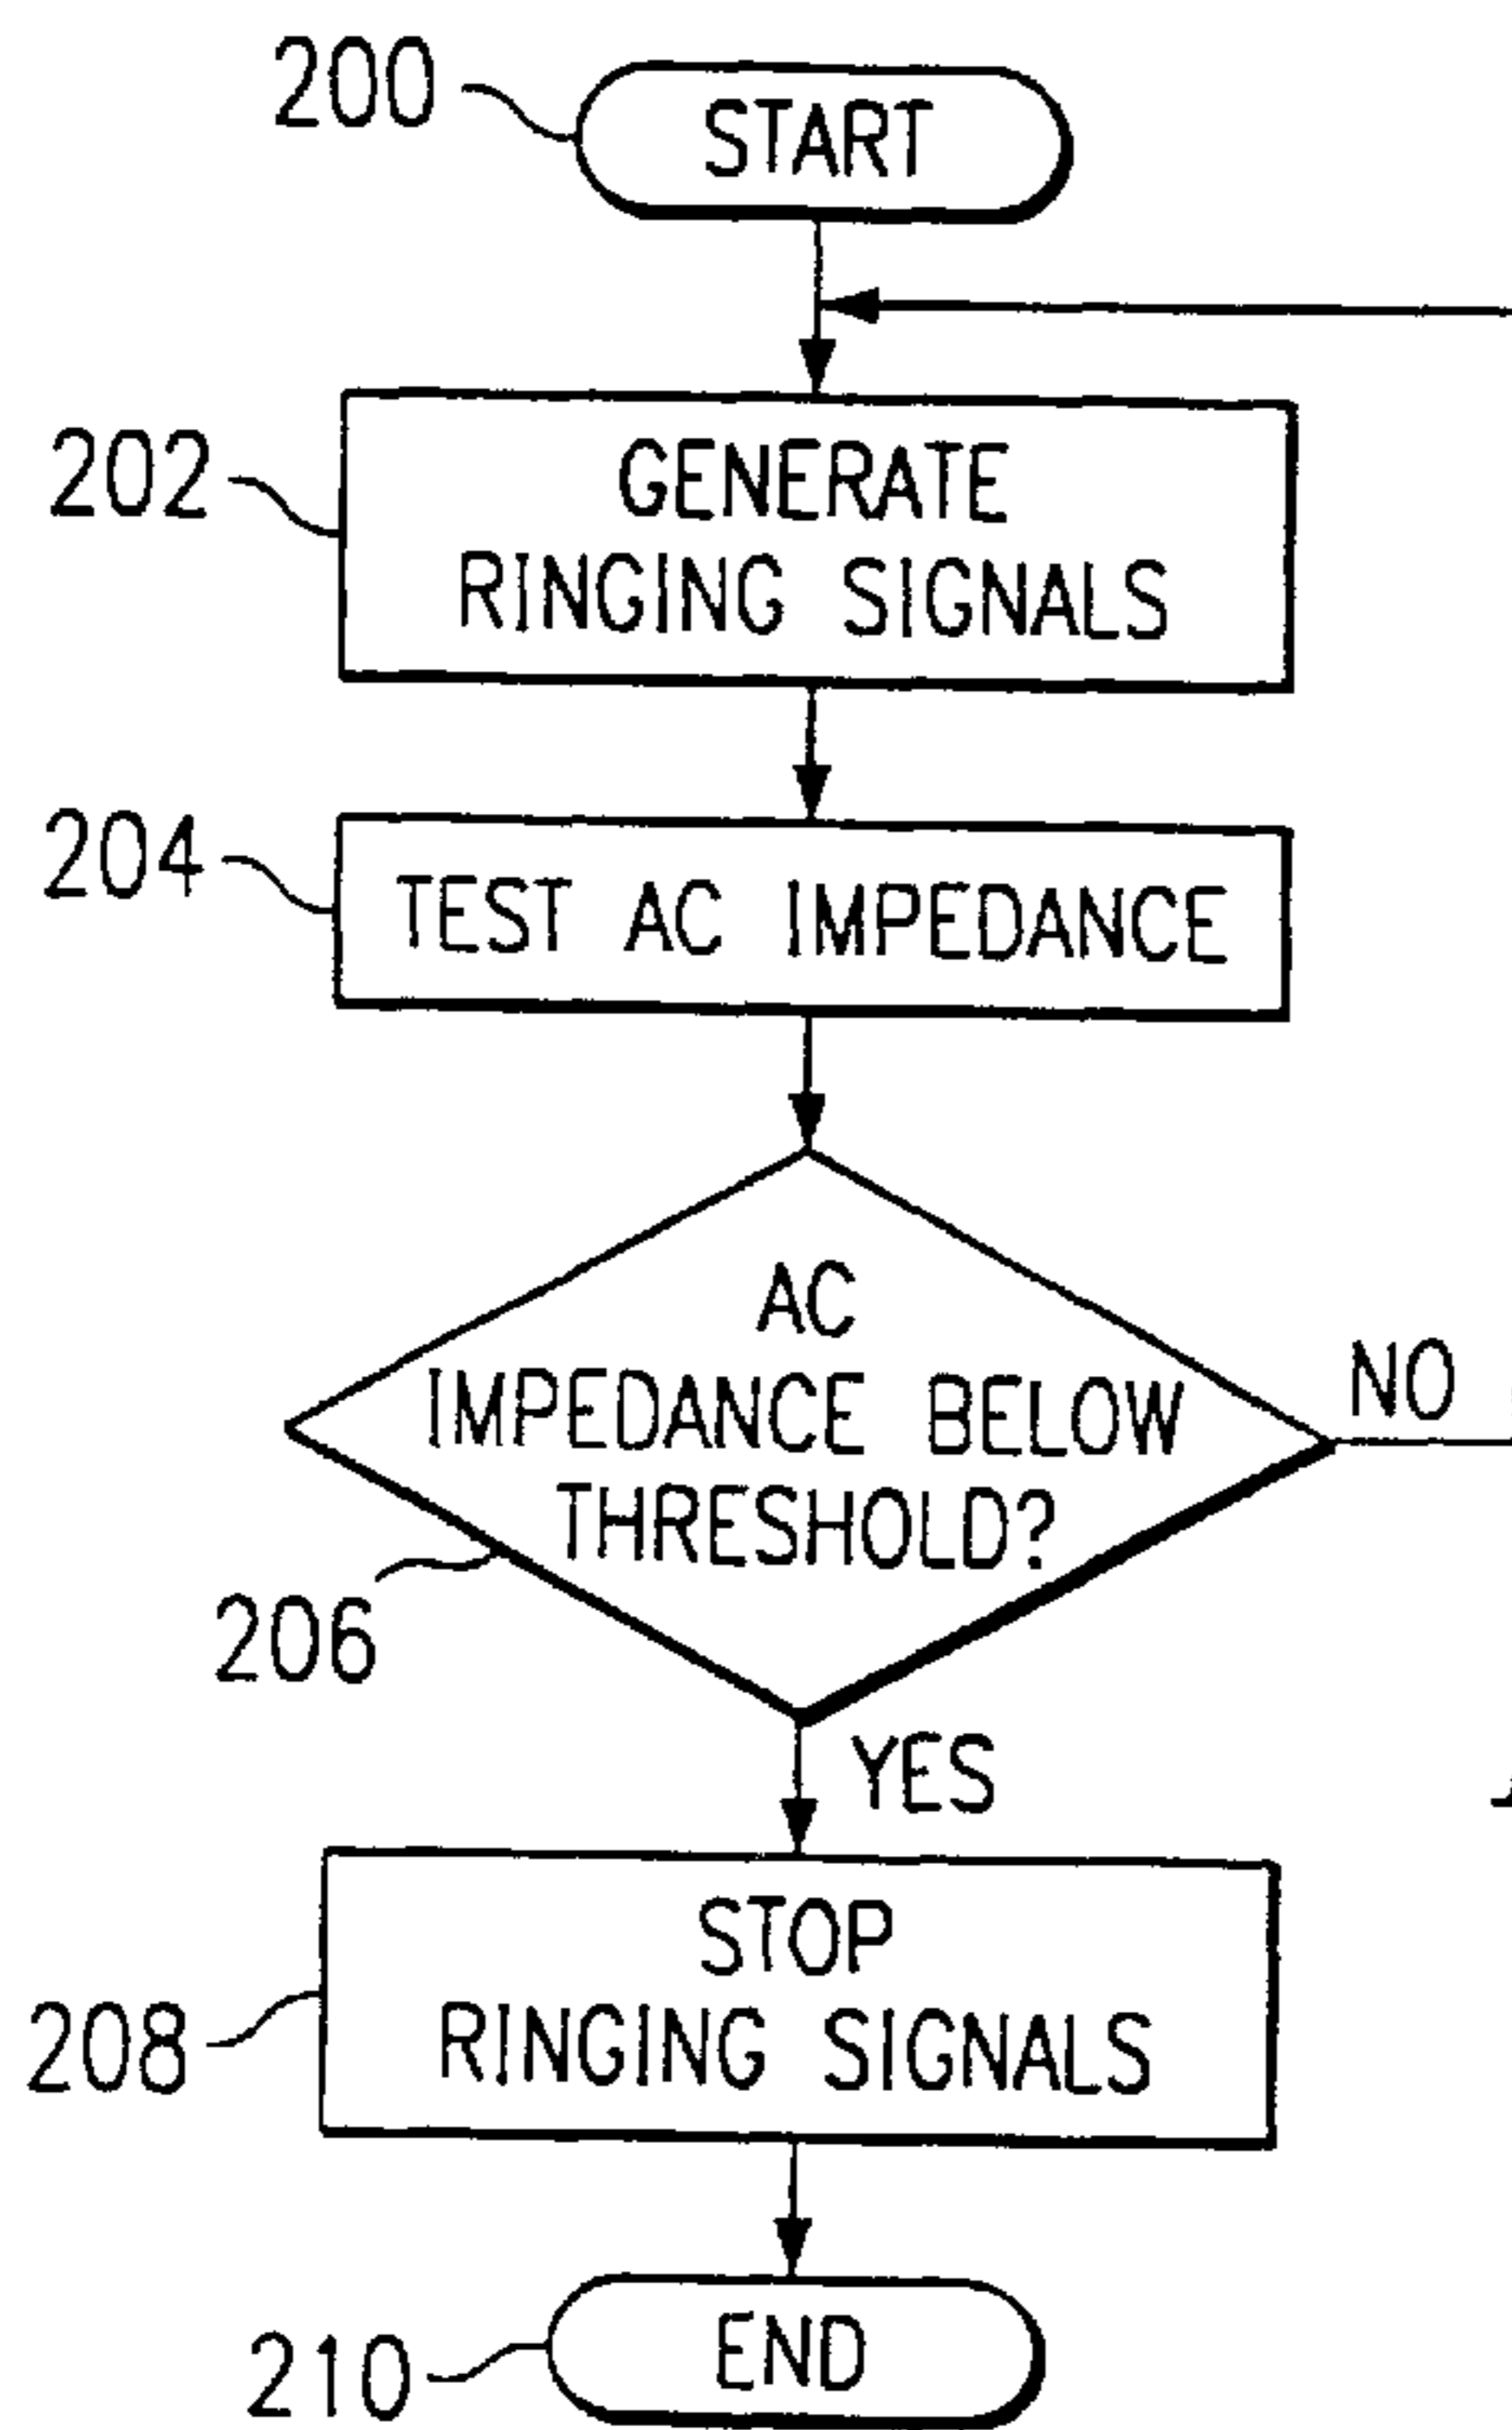 200
START
202
GENERATE
RINGING SIGNALS
204
TEST AC IMPEDANCE
AC
IMPEDANCE BELOW
THRESHOLD?
NO
206
YES
STOP
RINGING SIGNALS
208
END
210